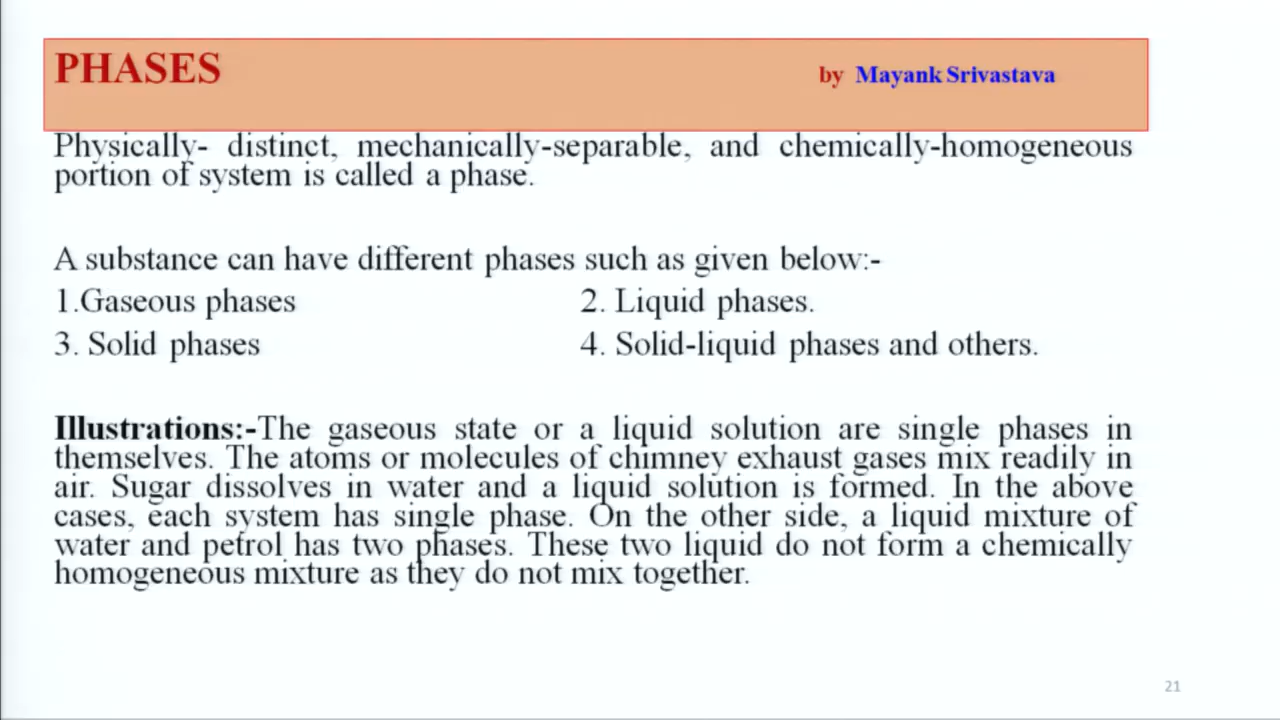 PHASES by Mayank Srivastava
Physically- distinct, mechanically-separable, and chemically-homogeneous
portion of system is called a phase.
A substance can have different phases such as given below:-
1.Gaseous phases 2. Liquid phases.
3. Solid phases 4. Solid-liquid phases and others.
Illustrations:-The gaseous state or a liquid solution are single phases in
themselves. The atoms or molecules of chimney exhaust gases mix readily in
air. Sugar dissolves in water and a liquid solution is formed. In the above
cases, each system has single phase. On the other side, a liquid mixture of
water and petrol has two phases. These two liquid do not form a chemically
homogeneous mixture as they do not mix together.
21